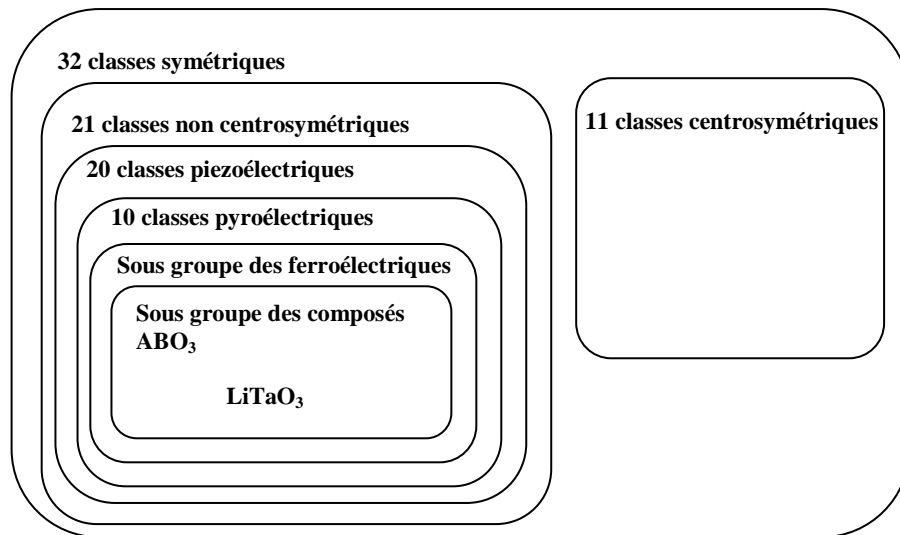 32 classes symétriques
21 classes non centrosymétriques
20 classes piezoélectriques
10 classes pyroélectriques
Sous groupe des ferroélectriques
Sous groupe des composés
ABO₃
LiTaO₃
11 classes centrosymétriques